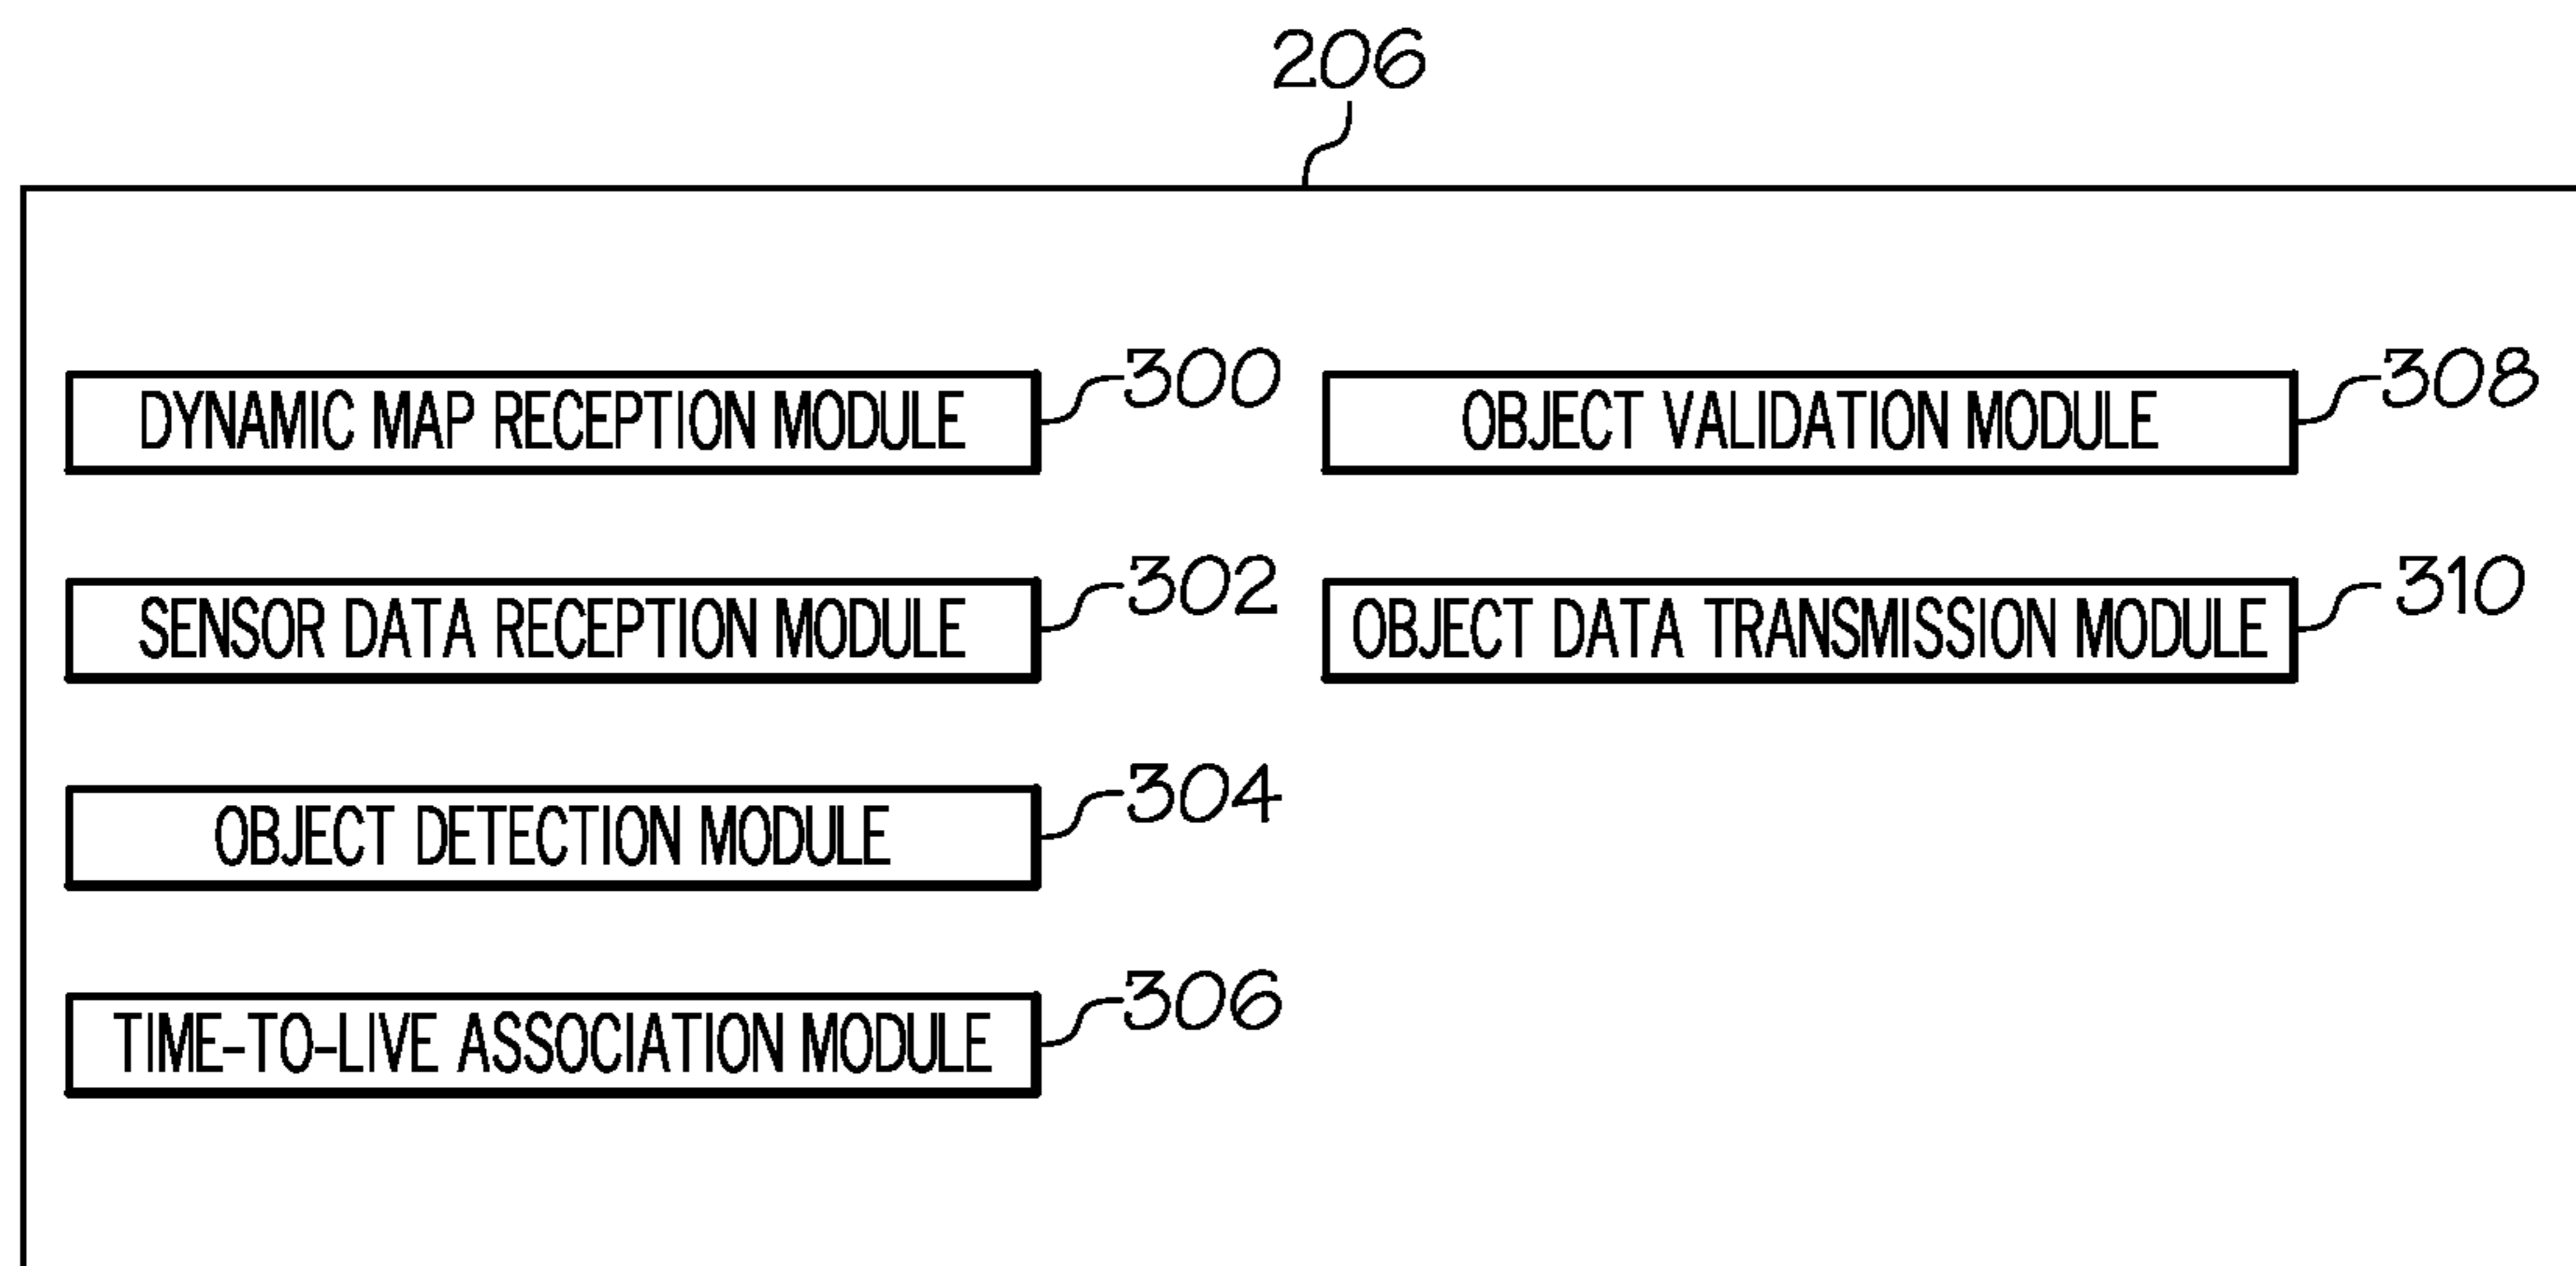 206
DYNAMIC MAP RECEPTION MODULE 300
SENSOR DATA RECEPTION MODULE 302
OBJECT DETECTION MODULE 304
TIME-TO-LIVE ASSOCIATION MODULE 306
OBJECT VALIDATION MODULE 308
OBJECT DATA TRANSMISSION MODULE 310